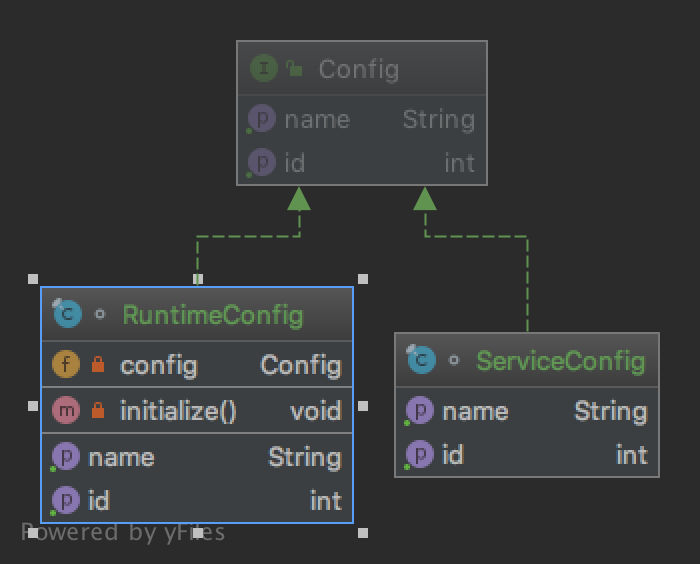 I Config
p name String
p id int
C RuntimeConfig
f config Config
m initialize() void
p name String
p id int
C ServiceConfig
p name String
p id int
Powered by yFiles